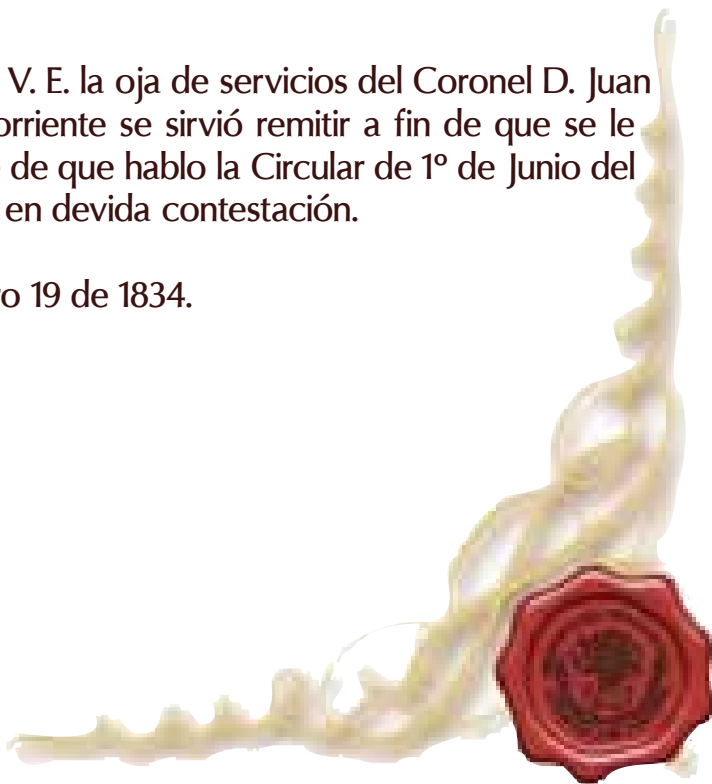 V. E. la oja de servicios del Coronel D. Juan
orriente se sirvió remitir a fin de que se le
de que hablo la Circular de 1º de Junio del
en devida contestación.
ro 19 de 1834.